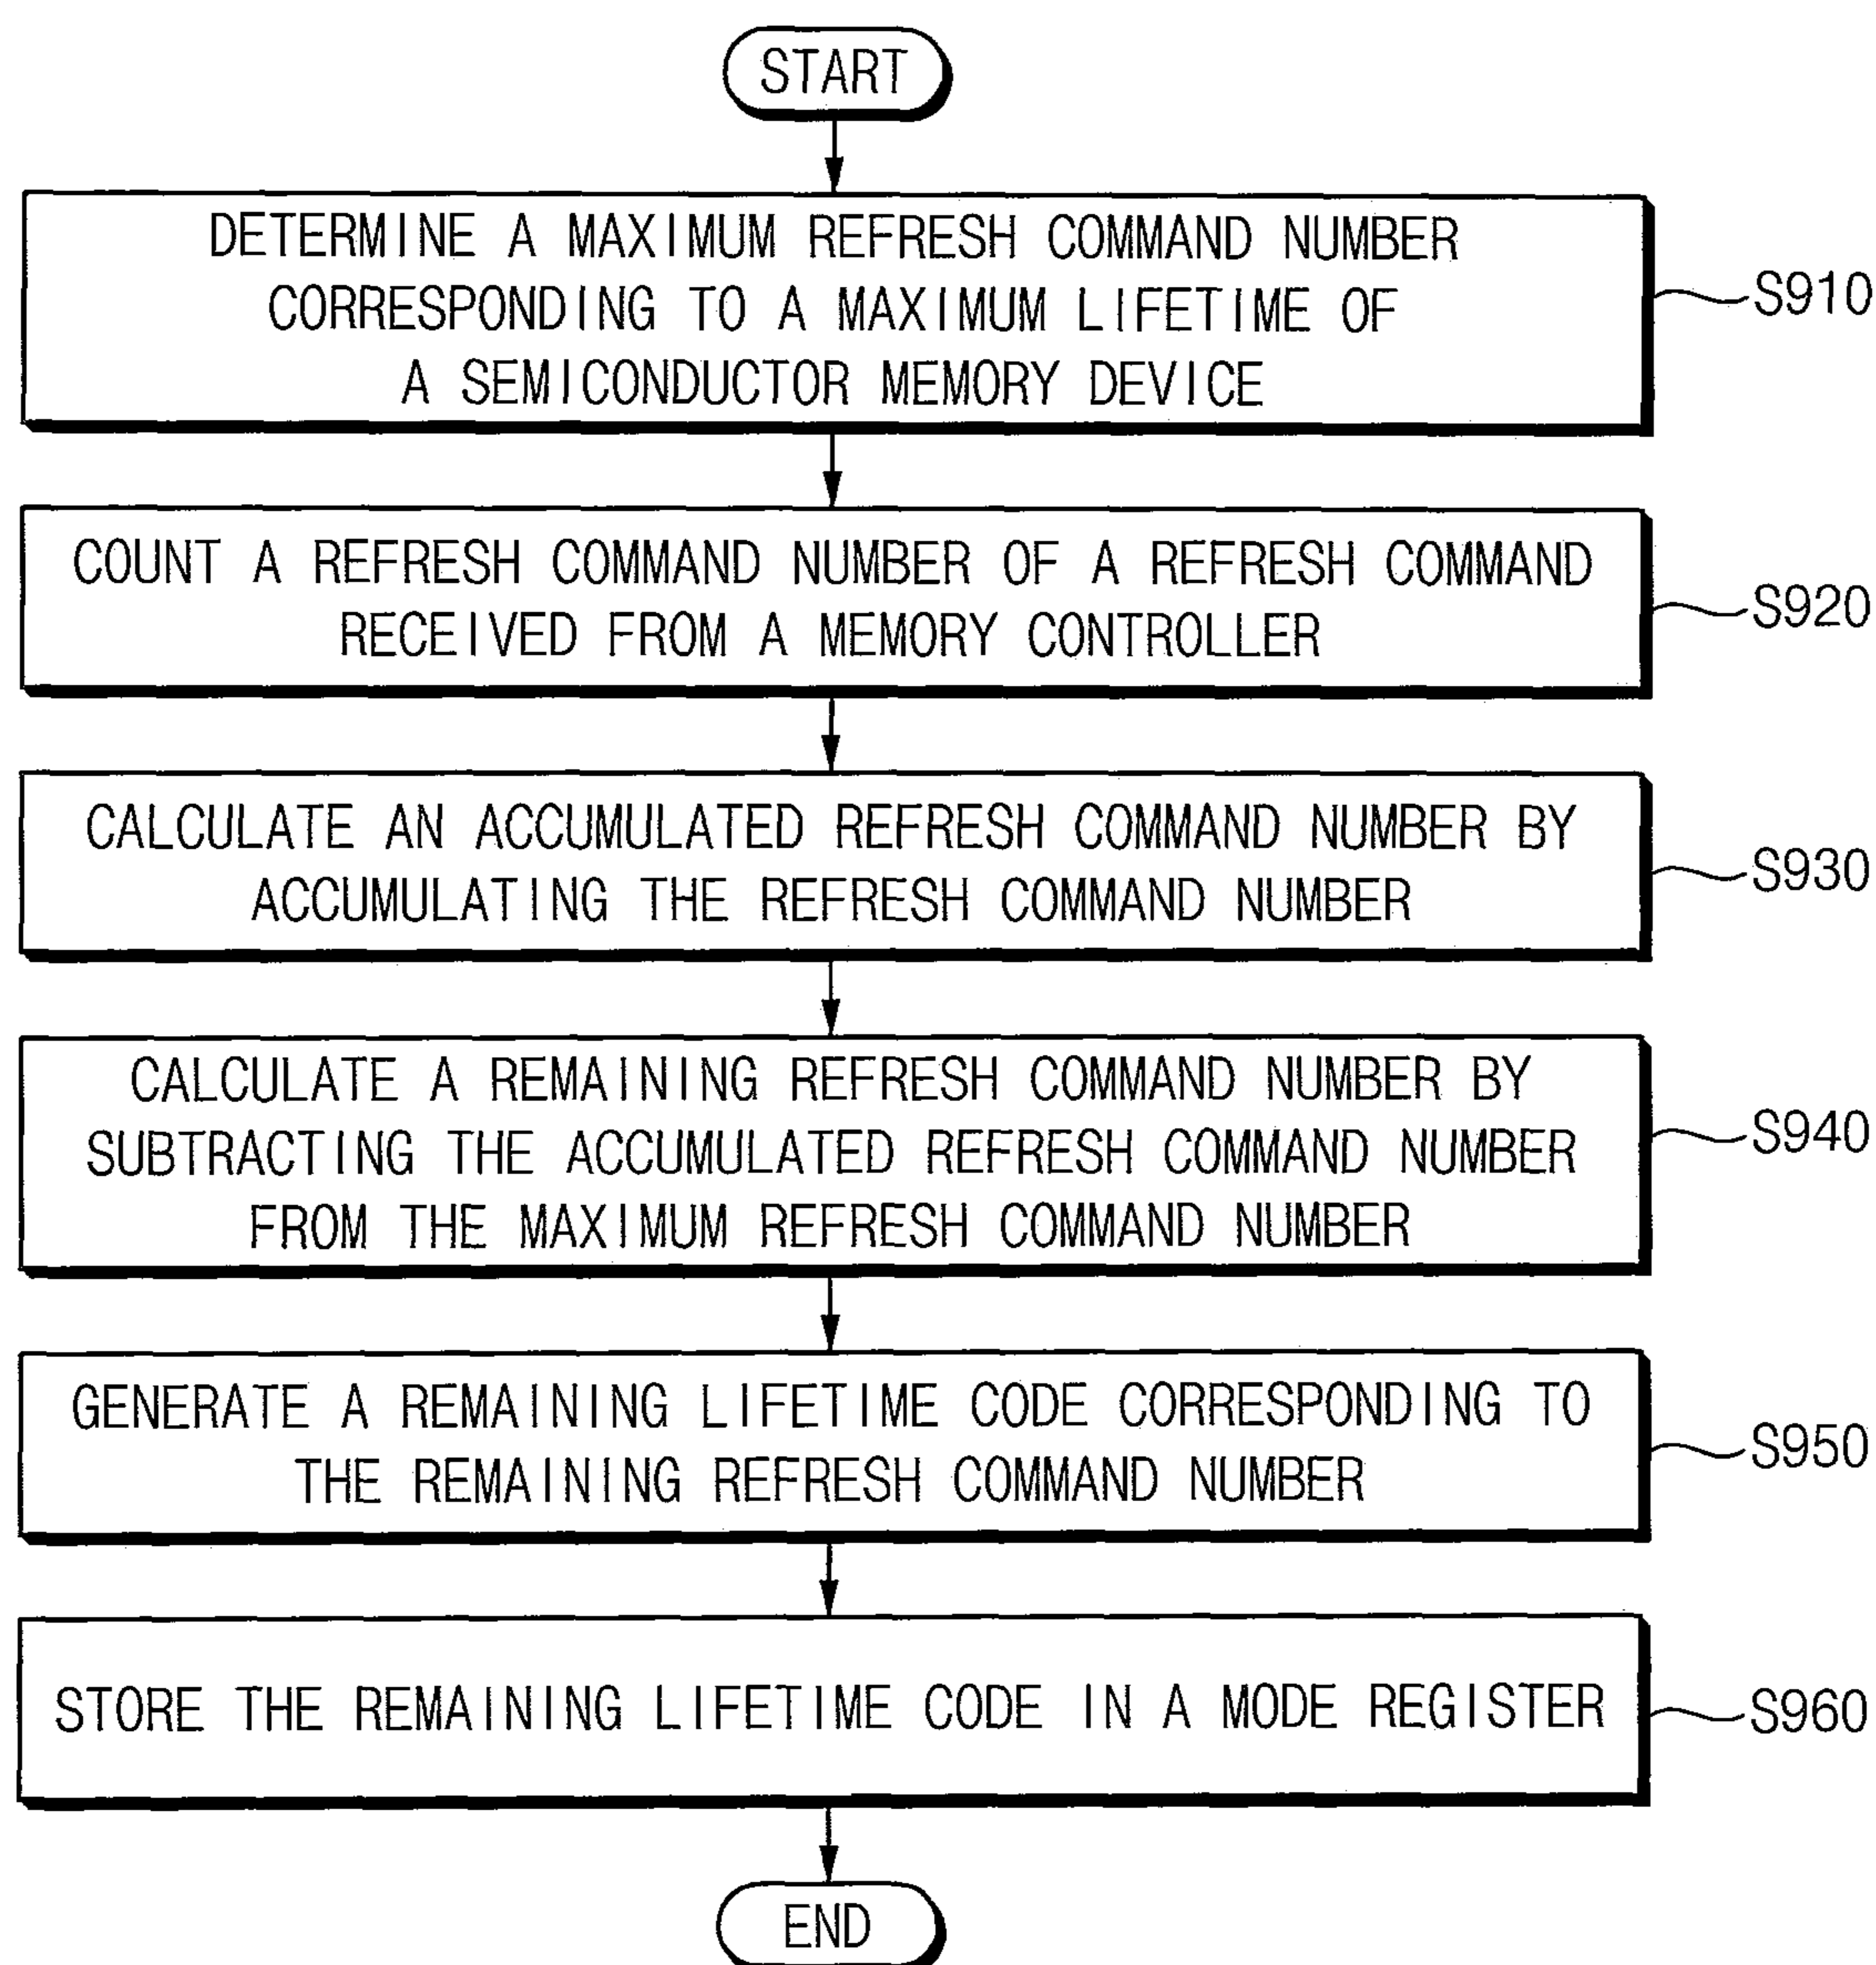 START
DETERMINE A MAXIMUM REFRESH COMMAND NUMBER
CORRESPONDING TO A MAXIMUM LIFETIME OF
A SEMICONDUCTOR MEMORY DEVICE
S910
COUNT A REFRESH COMMAND NUMBER OF A REFRESH COMMAND
RECEIVED FROM A MEMORY CONTROLLER
S920
CALCULATE AN ACCUMULATED REFRESH COMMAND NUMBER BY
ACCUMULATING THE REFRESH COMMAND NUMBER
S930
CALCULATE A REMAINING REFRESH COMMAND NUMBER BY
SUBTRACTING THE ACCUMULATED REFRESH COMMAND NUMBER
FROM THE MAXIMUM REFRESH COMMAND NUMBER
S940
GENERATE A REMAINING LIFETIME CODE CORRESPONDING TO
THE REMAINING REFRESH COMMAND NUMBER
S950
STORE THE REMAINING LIFETIME CODE IN A MODE REGISTER
S960
END